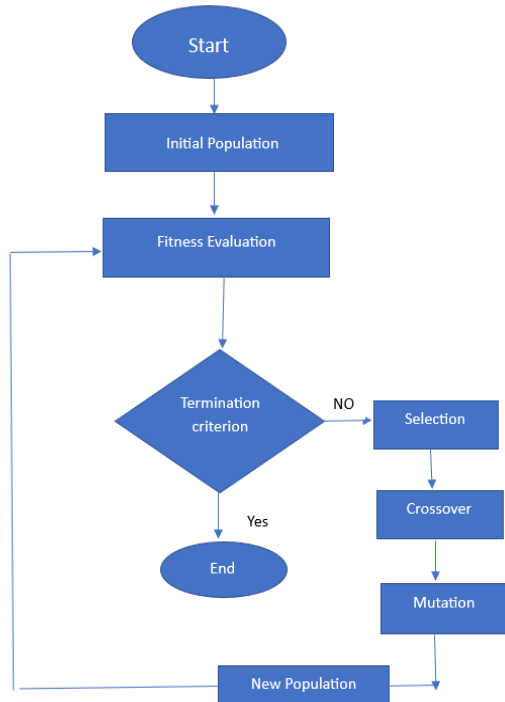 Start
Initial Population
Fitness Evaluation
Termination
criterion
NO
Selection
Crossover
Yes
End
Mutation
New Population